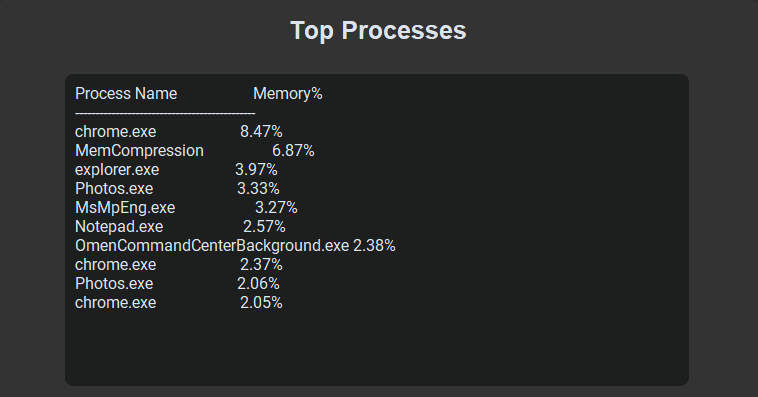 Top Processes
Process Name Memory%
---------------------------------------------
chrome.exe 8.47%
MemCompression 6.87%
explorer.exe 3.97%
Photos.exe 3.33%
MsMpEng.exe 3.27%
Notepad.exe 2.57%
OmenCommandCenterBackground.exe 2.38%
chrome.exe 2.37%
Photos.exe 2.06%
chrome.exe 2.05%